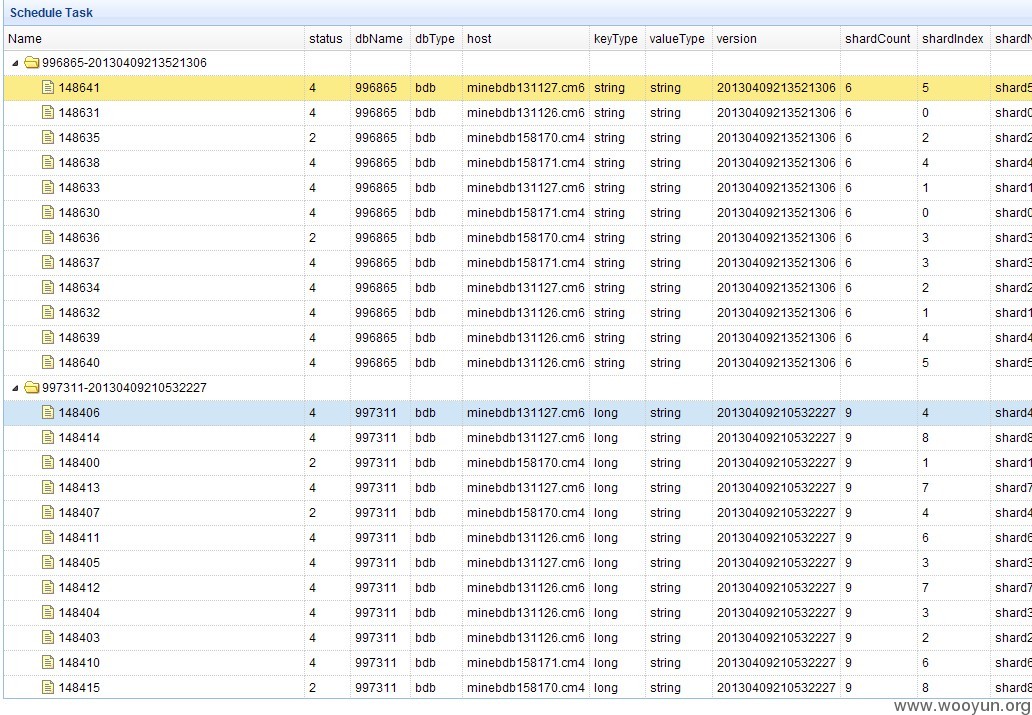 Schedule Task
Name status dbName dbType host keyType valueType version shardCount shardIndex shardN
996865-20130409213521306
148641 4 996865 bdb minebdb131127.cm6 string string 20130409213521306 6 5 shard5
148631 4 996865 bdb minebdb131126.cm6 string string 20130409213521306 6 0 shard0
148635 2 996865 bdb minebdb158170.cm4 string string 20130409213521306 6 2 shard2
148638 4 996865 bdb minebdb158171.cm4 string string 20130409213521306 6 4 shard4
148633 4 996865 bdb minebdb131127.cm6 string string 20130409213521306 6 1 shard1
148630 4 996865 bdb minebdb158171.cm4 string string 20130409213521306 6 0 shard0
148636 2 996865 bdb minebdb158170.cm4 string string 20130409213521306 6 3 shard3
148637 4 996865 bdb minebdb158171.cm4 string string 20130409213521306 6 3 shard3
148634 4 996865 bdb minebdb131127.cm6 string string 20130409213521306 6 2 shard2
148632 4 996865 bdb minebdb131126.cm6 string string 20130409213521306 6 1 shard1
148639 4 996865 bdb minebdb131126.cm6 string string 20130409213521306 6 4 shard4
148640 4 996865 bdb minebdb131126.cm6 string string 20130409213521306 6 5 shard5
997311-20130409210532227
148406 4 997311 bdb minebdb131127.cm6 long string 20130409210532227 9 4 shard4
148414 4 997311 bdb minebdb131127.cm6 long string 20130409210532227 9 8 shard8
148400 2 997311 bdb minebdb158170.cm4 long string 20130409210532227 9 1 shard1
148413 4 997311 bdb minebdb131127.cm6 long string 20130409210532227 9 7 shard7
148407 2 997311 bdb minebdb158170.cm4 long string 20130409210532227 9 4 shard4
148411 4 997311 bdb minebdb131126.cm6 long string 20130409210532227 9 6 shard6
148405 4 997311 bdb minebdb131127.cm6 long string 20130409210532227 9 3 shard3
148412 4 997311 bdb minebdb131126.cm6 long string 20130409210532227 9 7 shard7
148404 4 997311 bdb minebdb131126.cm6 long string 20130409210532227 9 3 shard3
148403 4 997311 bdb minebdb131126.cm6 long string 20130409210532227 9 2 shard2
148410 4 997311 bdb minebdb158171.cm4 long string 20130409210532227 9 6 shard6
148415 2 997311 bdb minebdb158170.cm4 long string 20130409210532227 9 8 shard8
www.wooyun.org